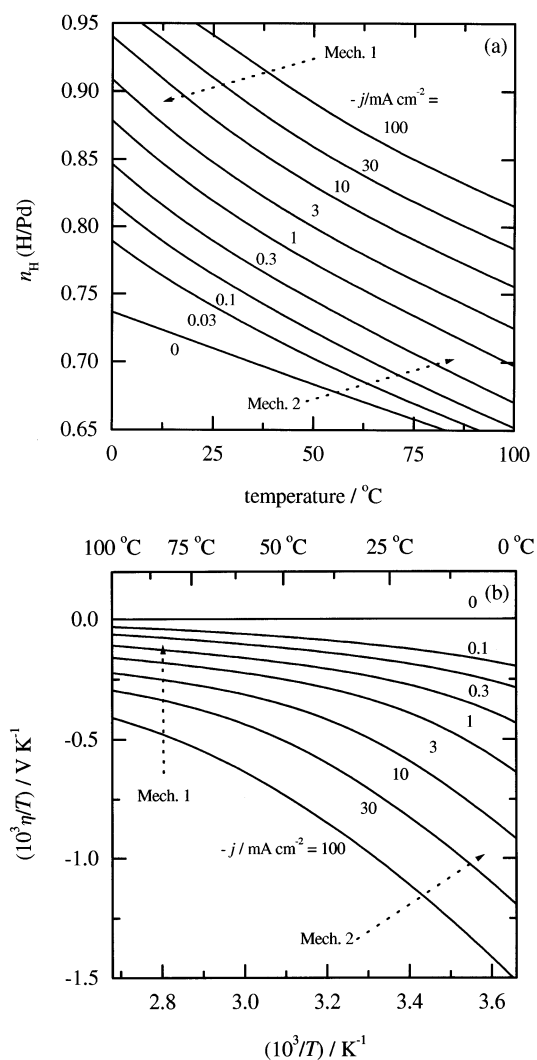 0.95
0.90
0.85
0.80
0.75
0.70
0.65
n_H (H/Pd)
(a)
Mech. 1
- j/mA cm⁻² =
100
30
10
3
1
0.3
0.1
0.03
0
Mech. 2
0 25 50 75 100
temperature / °C
100 °C 75 °C 50 °C 25 °C 0 °C
(b)
0
0.0
-0.5
-1.0
-1.5
(10³η/T) / V K⁻¹
0.1
0.3
1
3
10
30
Mech. 1
- j / mA cm⁻² = 100
Mech. 2
2.8 3.0 3.2 3.4 3.6
(10³/T) / K⁻¹